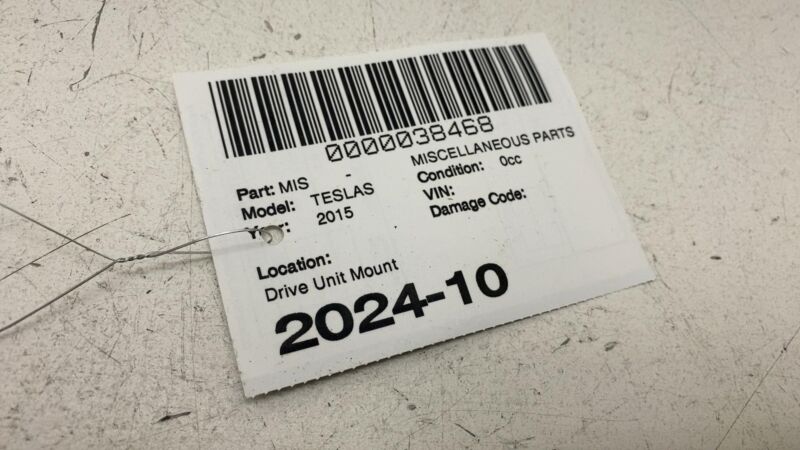 0000038468
Part: MIS - MISCELLANEOUS PARTS
Model: TESLAS Condition: 0cc
Year: 2015 VIN:
Damage Code:
Location:
Drive Unit Mount
2024-10